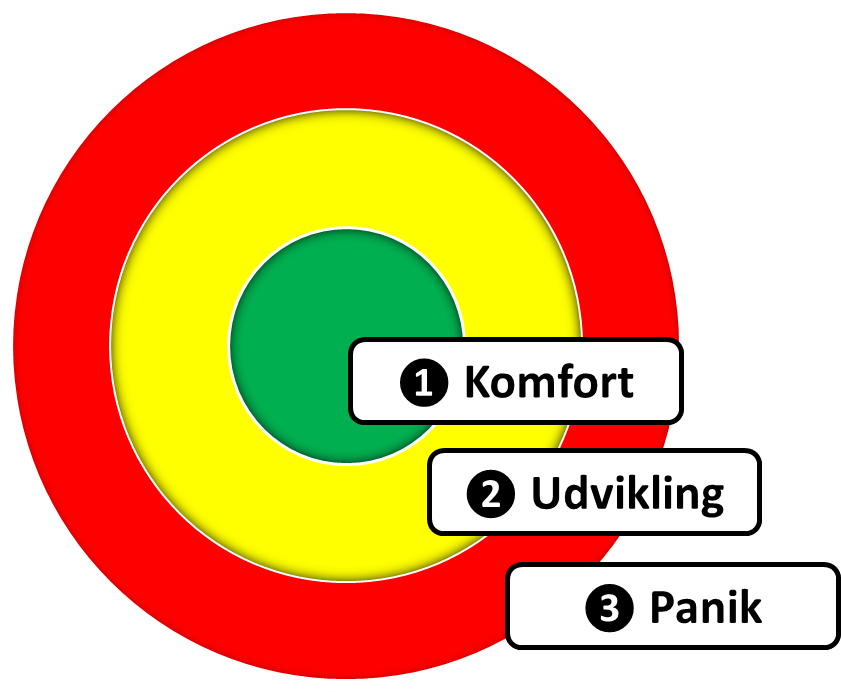 ❶ Komfort
❷ Udvikling
❸ Panik